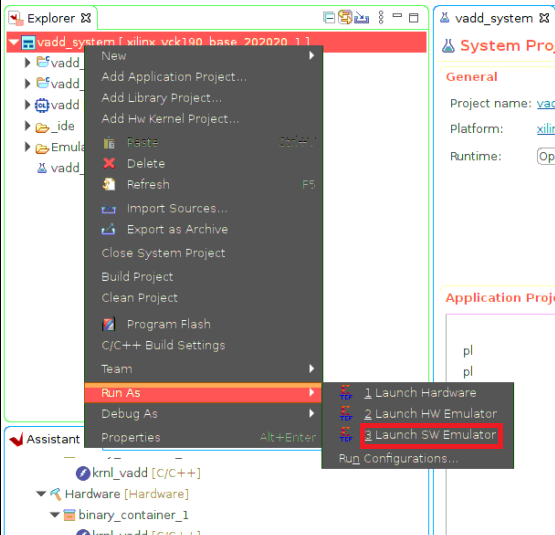 Explorer
vadd_system [ xilinx_vck190_base_202020_1 ]
vadd_
vadd_
vadd
_ide
Emula
vadd_
New
Add Application Project...
Add Library Project...
Add Hw Kernel Project...
Paste Ctrl+V
Delete
Refresh F5
Import Sources...
Export as Archive
Close System Project
Build Project
Clean Project
Program Flash
C/C++ Build Settings
Team
Run As
Debug As
Properties Alt+Enter
1 Launch Hardware
2 Launch HW Emulator
3 Launch SW Emulator
Run Configurations...
vadd_system
System Proj
General
Project name: vad
Platform: xili
Runtime: Op
Application Proje
pl
pl
Assistant
krnl_vadd [C/C++]
Hardware [Hardware]
binary_container_1
krnl_vadd [C/C++]